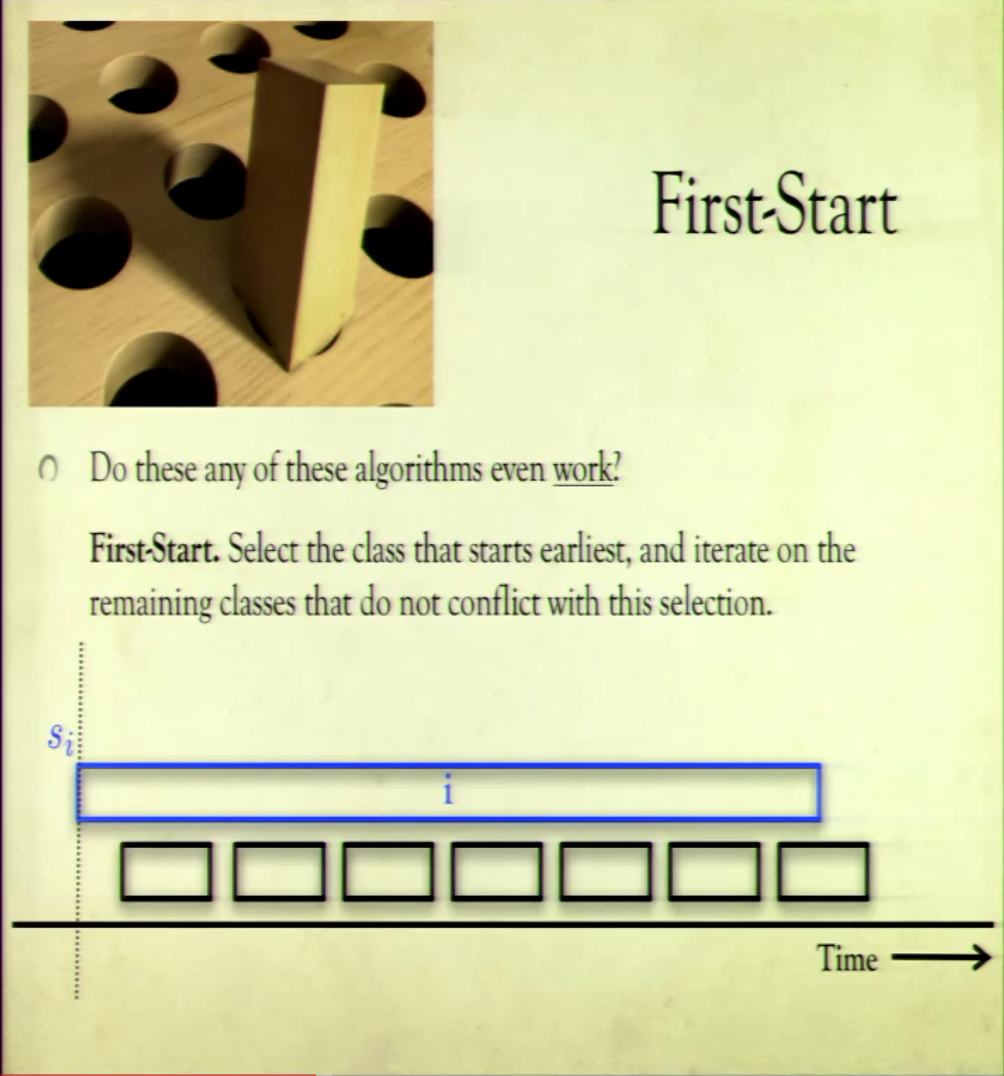 First-Start
Do these any of these algorithms even work?
First-Start. Select the class that starts earliest, and iterate on the
remaining classes that do not conflict with this selection.
si
i
Time